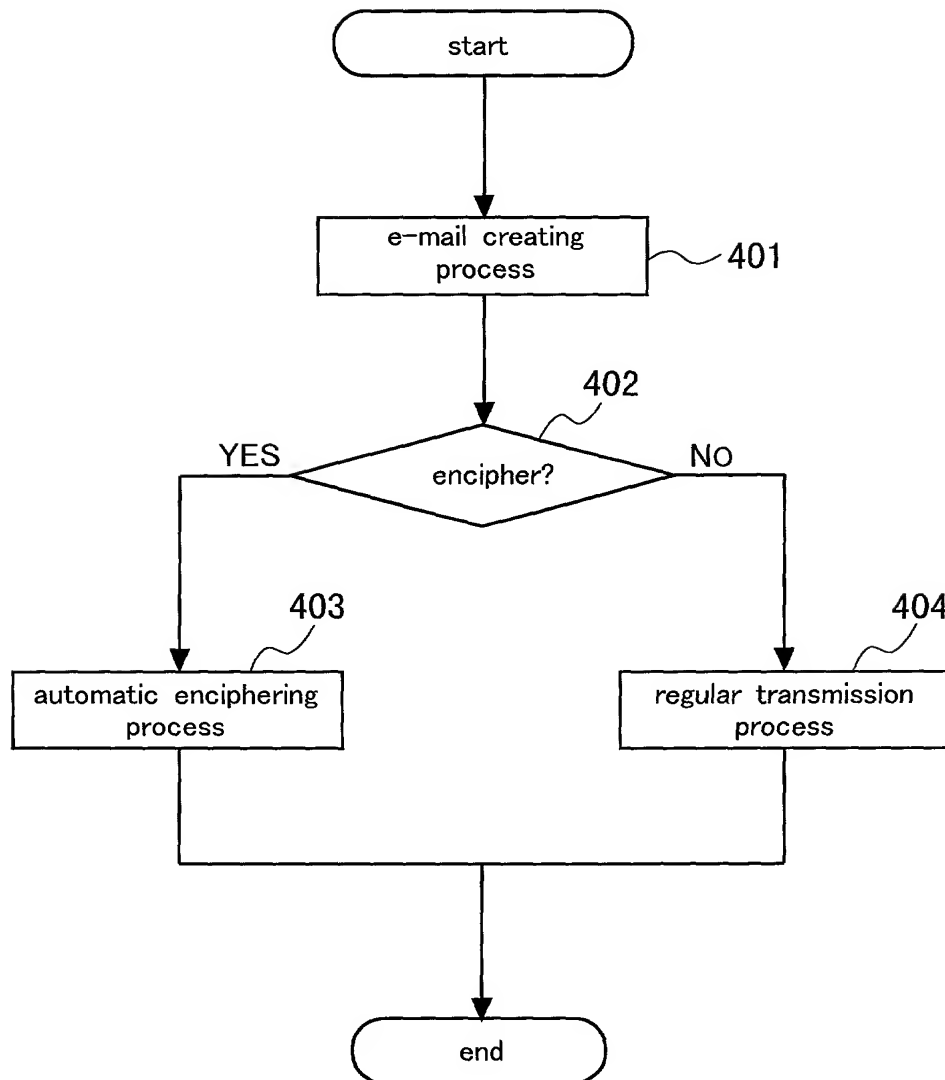 start
e-mail creating
process
401
402
YES
encipher?
NO
403
404
automatic enciphering
process
regular transmission
process
end